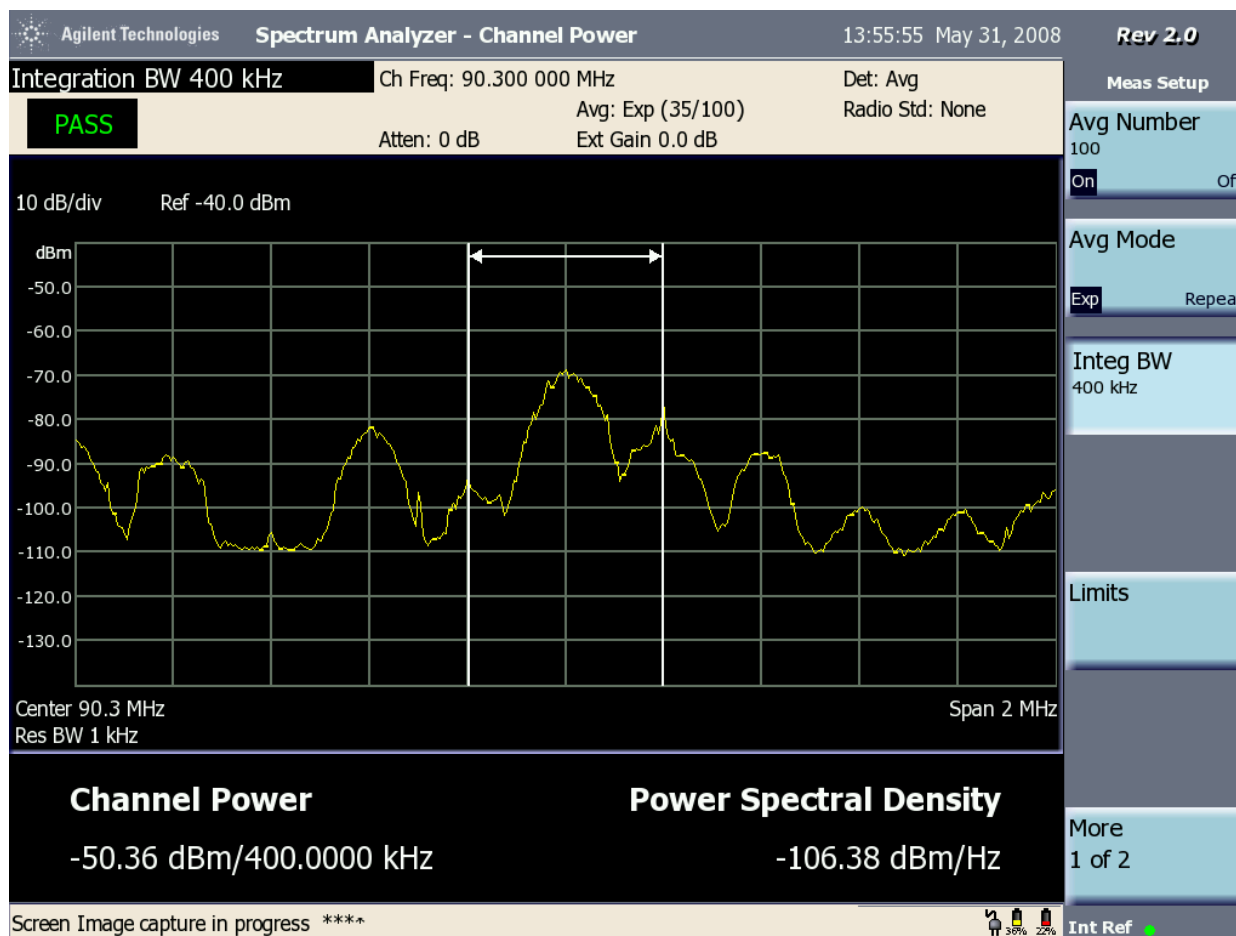 Agilent Technologies Spectrum Analyzer - Channel Power 13:55:55 May 31, 2008 Rev 2.0
Integration BW 400 kHz Ch Freq: 90.300 000 MHz Det: Avg
PASS Avg: Exp (35/100) Radio Std: None
Atten: 0 dB Ext Gain 0.0 dB
10 dB/div Ref -40.0 dBm
dBm
-50.0
-60.0
-70.0
-80.0
-90.0
-100.0
-110.0
-120.0
-130.0
Center 90.3 MHz Span 2 MHz
Res BW 1 kHz
Channel Power Power Spectral Density
-50.36 dBm/400.0000 kHz -106.38 dBm/Hz
Screen Image capture in progress ***
36% 22%
Meas Setup
Avg Number
100
On Of
Avg Mode
Exp Repea
Integ BW
400 kHz
Limits
More
1 of 2
Int Ref